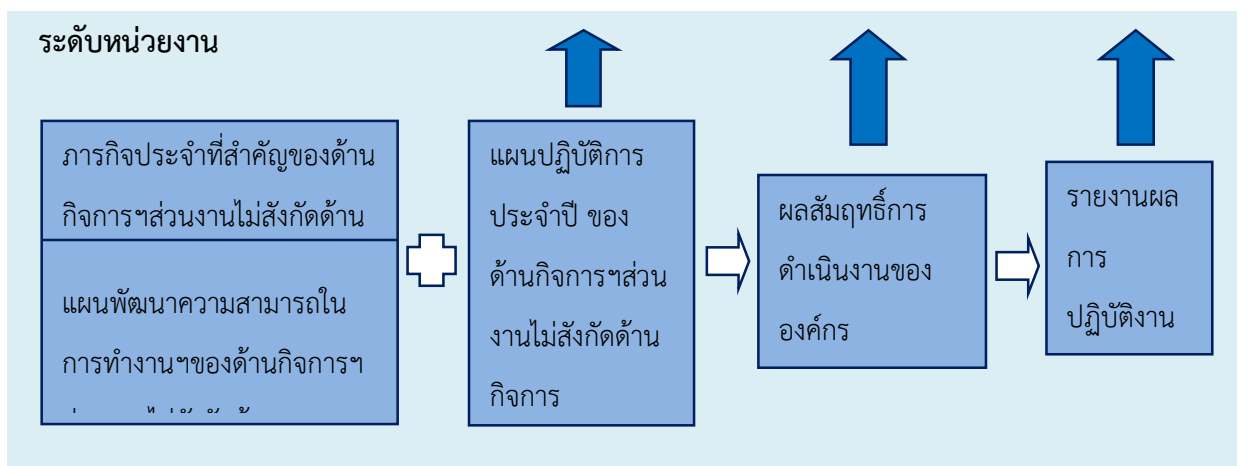 ระดับหน่วยงาน
ภารกิจประจำที่สำคัญของด้าน
กิจการฯส่วนงานไม่สังกัดด้าน
แผนพัฒนาความสามารถใน
การทำงานฯของด้านกิจการฯ
แผนปฏิบัติการ
ประจำปี ของ
ด้านกิจการฯส่วน
งานไม่สังกัดด้าน
กิจการ
ผลสัมฤทธิ์การ
ดำเนินงานของ
องค์กร
รายงานผล
การ
ปฏิบัติงาน